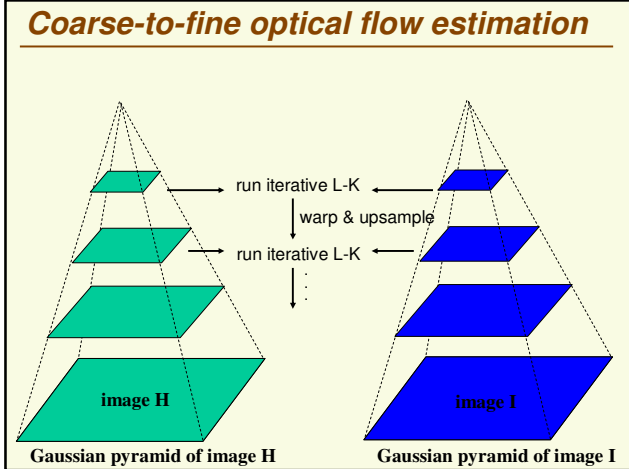 Coarse-to-fine optical flow estimation
run iterative L-K
warp & upsample
run iterative L-K
.
.
.
image H
image I
Gaussian pyramid of image H
Gaussian pyramid of image I